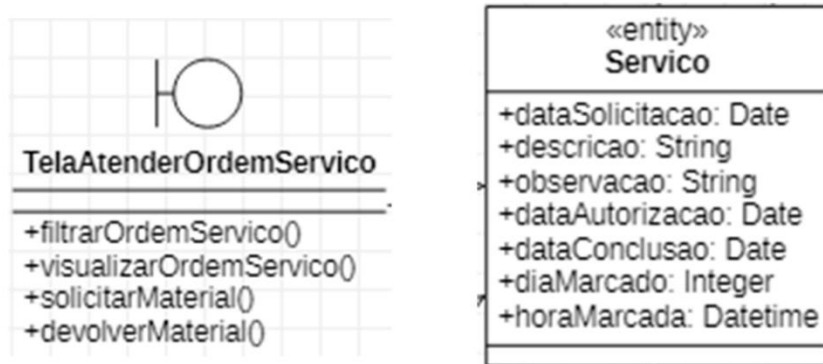 TelaAtenderOrdemServico
+filtrarOrdemServico()
+visualizarOrdemServico()
+solicitarMaterial()
+devolverMaterial()
«entity»
Servico
+dataSolicitacao: Date
+descricao: String
+observacao: String
+dataAutorizacao: Date
+dataConclusao: Date
+diaMarcado: Integer
+horaMarcada: Datetime